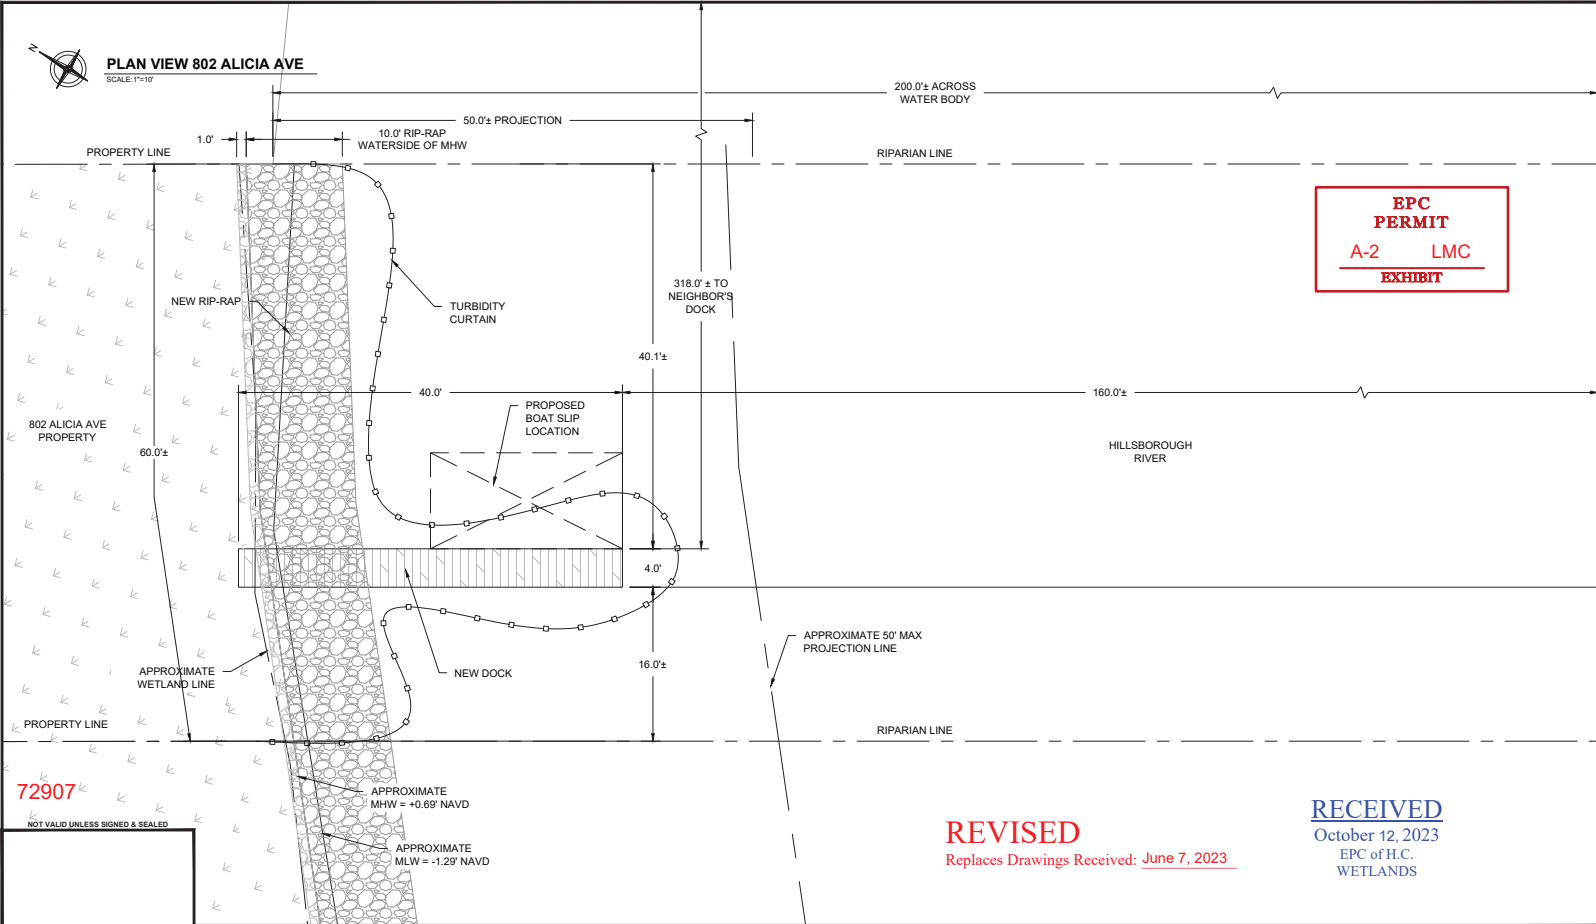 N
PLAN VIEW 802 ALICIA AVE
SCALE: 1"=10'
200.0'± ACROSS
WATER BODY
50.0'± PROJECTION
1.0'
10.0' RIP-RAP
WATERSIDE OF MHW
PROPERTY LINE
RIPARIAN LINE
EPC
PERMIT
A-2 LMC
EXHIBIT
318.0' ± TO
NEIGHBOR'S
DOCK
NEW RIP-RAP
TURBIDITY
CURTAIN
40.1'±
40.0'
160.0'±
PROPOSED
BOAT SLIP
LOCATION
802 ALICIA AVE
PROPERTY
60.0'±
HILLSBOROUGH
RIVER
4.0'
APPROXIMATE 50' MAX
PROJECTION LINE
16.0'±
APPROXIMATE
WETLAND LINE
NEW DOCK
PROPERTY LINE
RIPARIAN LINE
72907
APPROXIMATE
MHW = +0.69' NAVD
NOT VALID UNLESS SIGNED & SEALED
APPROXIMATE
MLW = -1.29' NAVD
REVISED
Replaces Drawings Received: June 7, 2023
RECEIVED
October 12, 2023
EPC of H.C.
WETLANDS